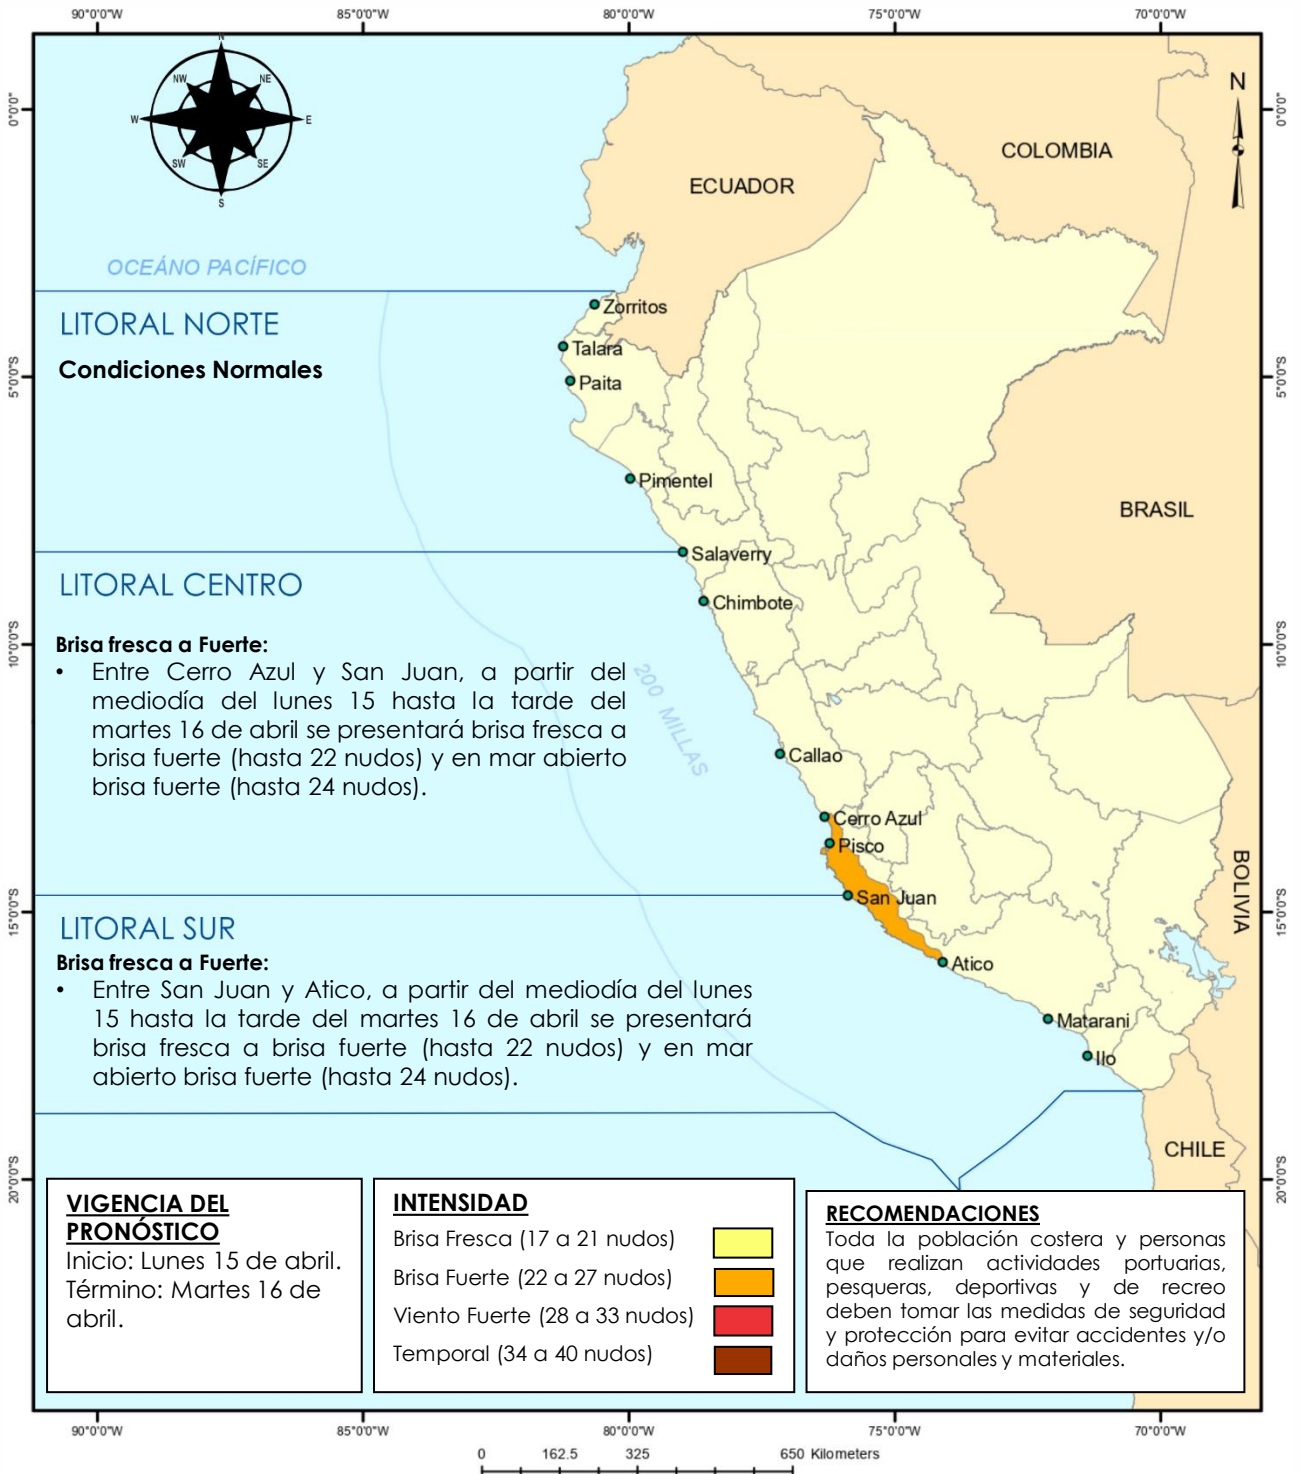 90°0'0"W
85°0'0"W
80°0'0"W
75°0'0"W
70°0'0"W
N
NW
NE
W
E
SW
SE
S
N
0°0'0"
0°0'0"
COLOMBIA
ECUADOR
OCEÁNO PACÍFICO
Zorritos
LITORAL NORTE
Talara
Condiciones Normales
Paita
5°0'0"S
5°0'0"S
Pimentel
BRASIL
Salaverry
LITORAL CENTRO
Chimbote
Brisa fresca a Fuerte:
• Entre Cerro Azul y San Juan, a partir del
mediodía del lunes 15 hasta la tarde del
martes 16 de abril se presentará brisa fresca a
brisa fuerte (hasta 22 nudos) y en mar abierto
brisa fuerte (hasta 24 nudos).
10°0'0"S
10°0'0"S
200 MILLAS
Callao
Cerro Azul
Pisco
BOLIVIA
San Juan
15°0'0"S
15°0'0"S
LITORAL SUR
Atico
Brisa fresca a Fuerte:
• Entre San Juan y Atico, a partir del mediodía del lunes
15 hasta la tarde del martes 16 de abril se presentará
brisa fresca a brisa fuerte (hasta 22 nudos) y en mar
abierto brisa fuerte (hasta 24 nudos).
Matarani
Ilo
CHILE
20°0'0"S
20°0'0"S
VIGENCIA DEL
PRONÓSTICO
Inicio: Lunes 15 de abril.
Término: Martes 16 de
abril.
INTENSIDAD
Brisa Fresca (17 a 21 nudos)
Brisa Fuerte (22 a 27 nudos)
Viento Fuerte (28 a 33 nudos)
Temporal (34 a 40 nudos)
RECOMENDACIONES
Toda la población costera y personas
que realizan actividades portuarias,
pesqueras, deportivas y de recreo
deben tomar las medidas de seguridad
y protección para evitar accidentes y/o
daños personales y materiales.
90°0'0"W
85°0'0"W
80°0'0"W
75°0'0"W
70°0'0"W
0 162.5 325 650 Kilometers